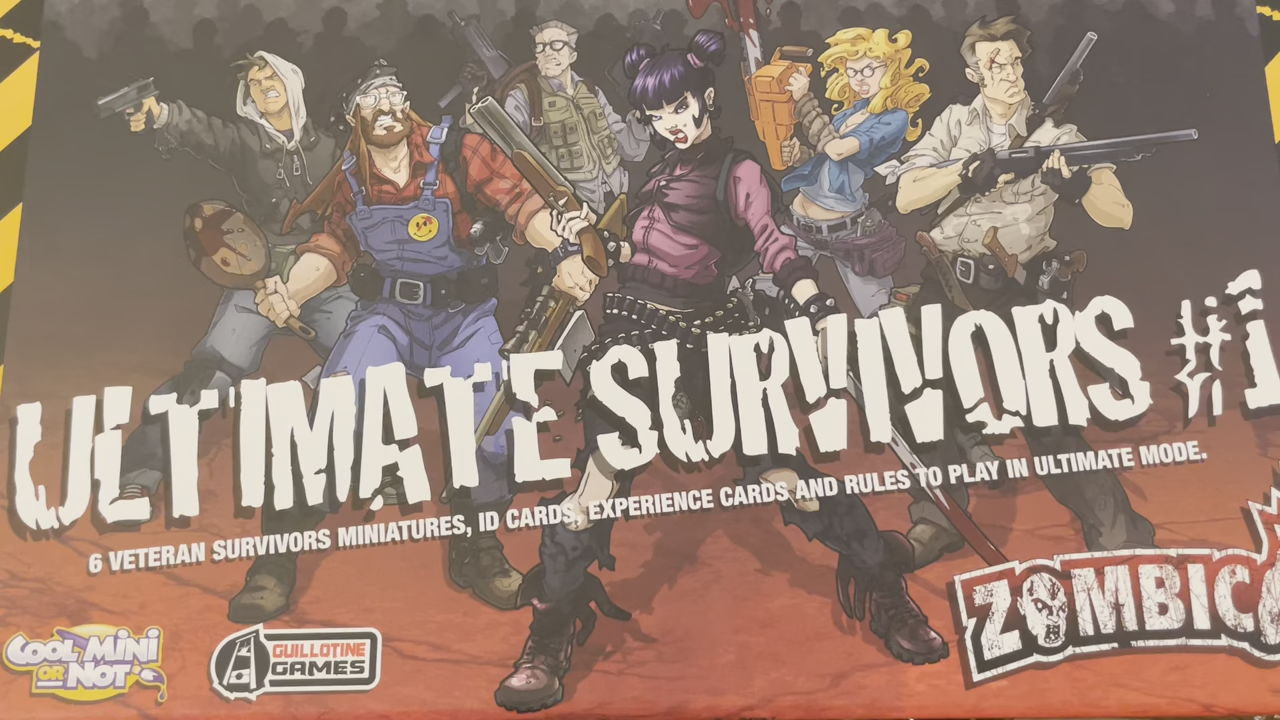 ULTIMATE SURVIVORS #1
6 VETERAN SURVIVORS MINIATURES, ID CARDS, EXPERIENCE CARDS AND RULES TO PLAY IN ULTIMATE MODE.
ZOMBIC
COOL MINI
OR NOT
GUILLOTINE
GAMES